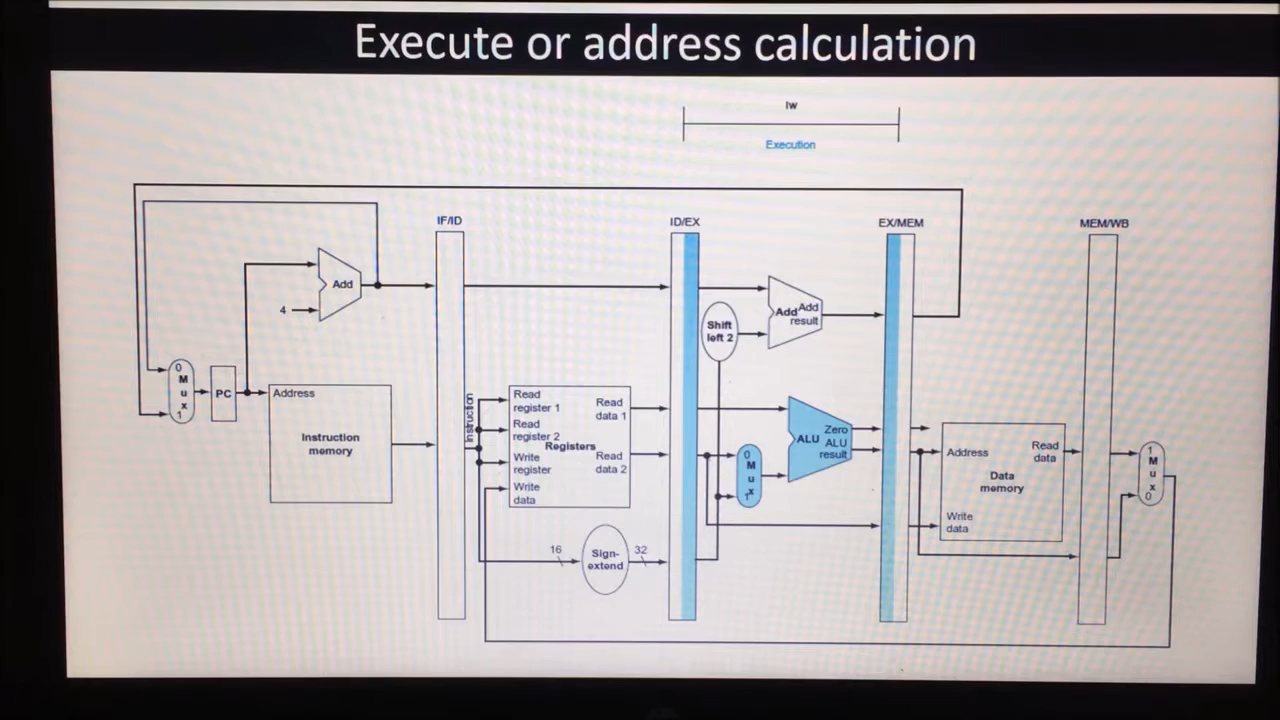 Execute or address calculation
lw
Execution
IF/ID
ID/EX
EX/MEM
MEM/WB
Add
4
Shift
left 2
Add Add
result
0
M
u
x
1
PC
Address
Instruction
memory
Instruction
Read
register 1
Read
register 2
Registers
Write
register
Write
data
Read
data 1
Read
data 2
16
Sign-
extend
32
0
M
u
x
1
ALU
Zero
ALU
result
Address
Read
data
Data
memory
Write
data
1
M
u
x
0